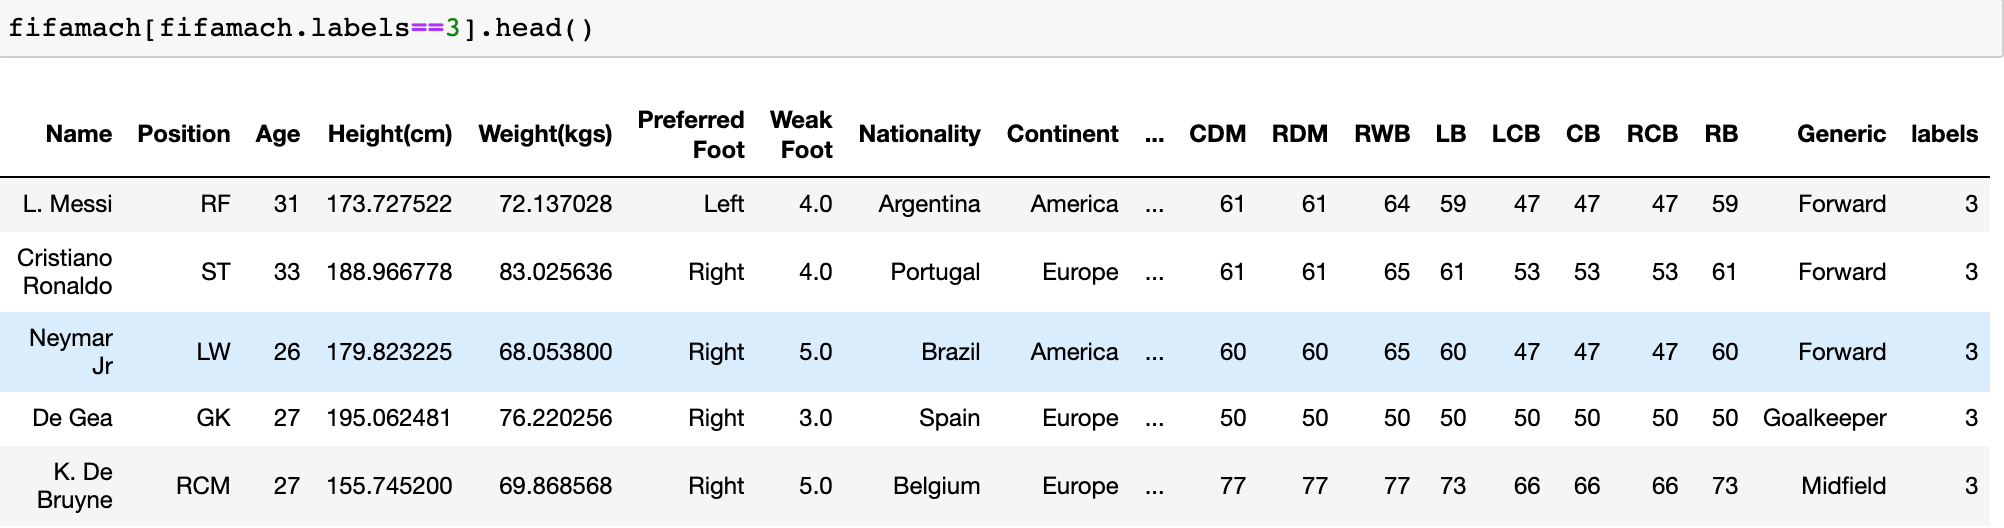 fifamach[fifamach.labels==3].head()
Name Position Age Height(cm) Weight(kgs) Preferred Foot Weak Foot Nationality Continent ... CDM RDM RWB LB LCB CB RCB RB Generic labels
L. Messi RF 31 173.727522 72.137028 Left 4.0 Argentina America ... 61 61 64 59 47 47 47 59 Forward 3
Cristiano Ronaldo ST 33 188.966778 83.025636 Right 4.0 Portugal Europe ... 61 61 65 61 53 53 53 61 Forward 3
Neymar Jr LW 26 179.823225 68.053800 Right 5.0 Brazil America ... 60 60 65 60 47 47 47 60 Forward 3
De Gea GK 27 195.062481 76.220256 Right 3.0 Spain Europe ... 50 50 50 50 50 50 50 50 Goalkeeper 3
K. De Bruyne RCM 27 155.745200 69.868568 Right 5.0 Belgium Europe ... 77 77 77 73 66 66 66 73 Midfield 3